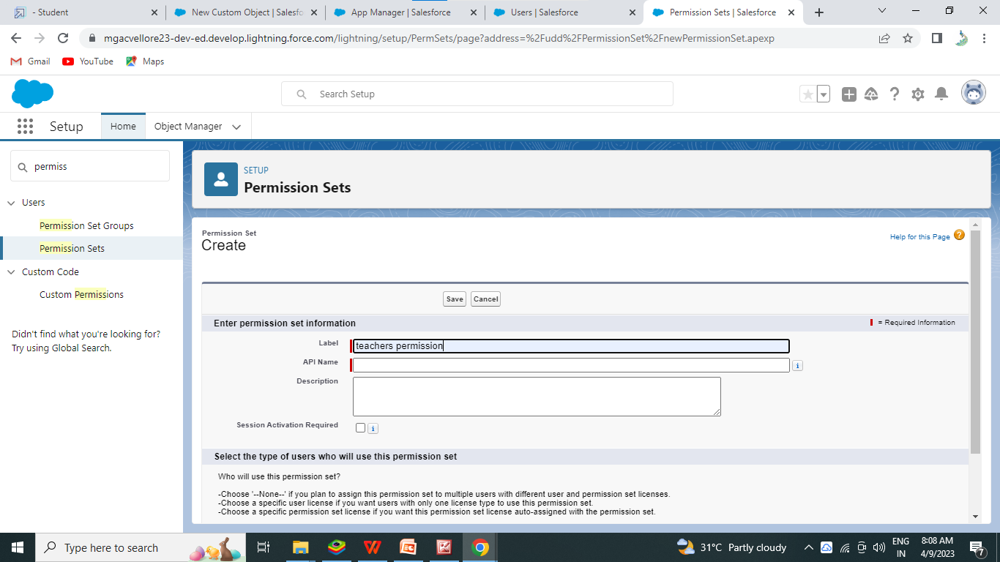 - Student
New Custom Object | Salesfo
App Manager | Salesforce
Users | Salesforce
Permission Sets | Salesforce
mgacvellore23-dev-ed.develop.lightning.force.com/lightning/setup/PermSets/page?address=%2Fudd%2FPermissionSet%2FnewPermissionSet.apexp
Gmail
YouTube
Maps
Search Setup
Setup
Home
Object Manager
permiss
Users
Permission Set Groups
Permission Sets
Custom Code
Custom Permissions
Didn't find what you're looking for?
Try using Global Search.
SETUP
Permission Sets
Permission Set
Create
Help for this Page
Save
Cancel
Enter permission set information
= Required Information
Label
teachers permission
API Name
Description
Session Activation Required
Select the type of users who will use this permission set
Who will use this permission set?
-Choose '--None--' if you plan to assign this permission set to multiple users with different user and permission set licenses.
-Choose a specific user license if you want users with only one license type to use this permission set.
-Choose a specific permission set license if you want this permission set license auto-assigned with the permission set.
Type here to search
31°C Partly cloudy
ENG
IN
8:08 AM
4/9/2023
7